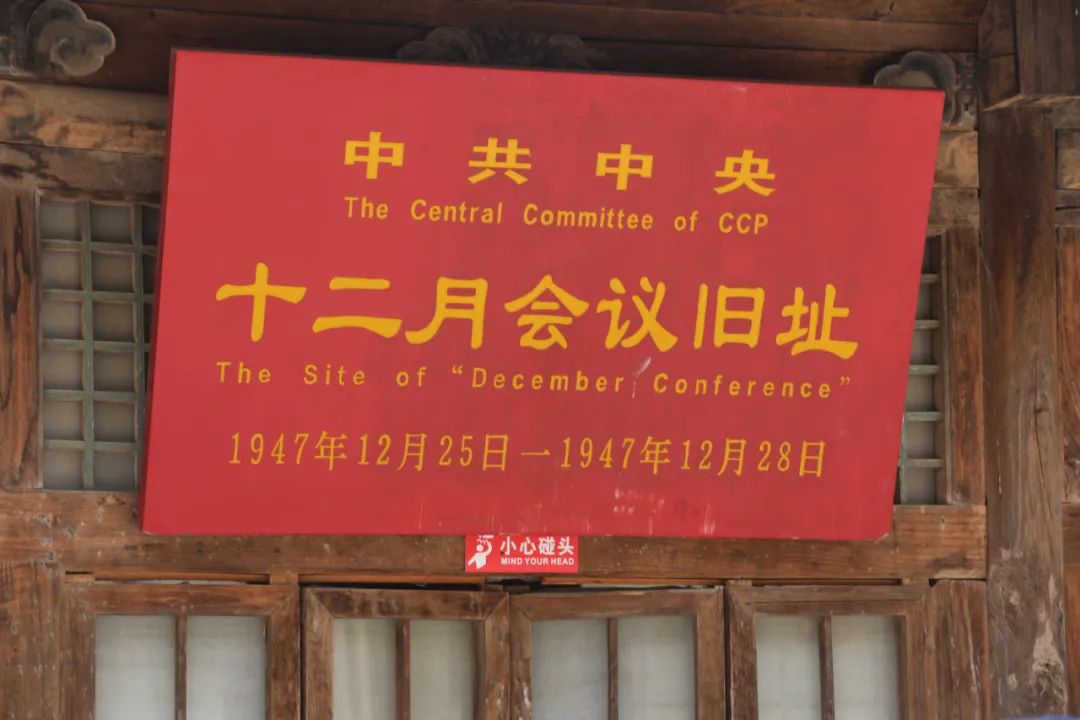 中共中央
The Central Committee of CCP
十二月会议旧址
The Site of “December Conference”
1947年12月25日—1947年12月28日
小心碰头
MIND YOUR HEAD